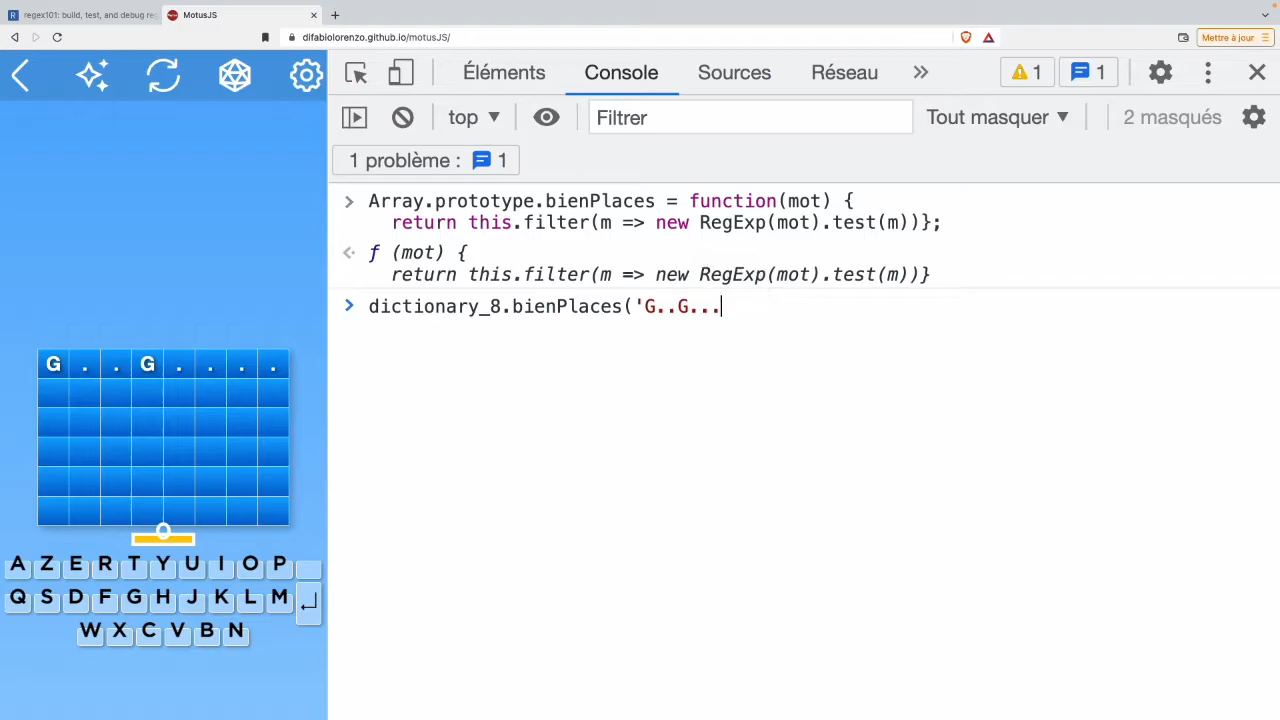 regex101: build, test, and debug reg
MotusJS
difabiolorenzo.github.io/motusJS/
Mettre à jour
Éléments
Console
Sources
Réseau
1
1
top
Filtrer
Tout masquer
2 masqués
1 problème :
1
Array.prototype.bienPlaces = function(mot) {
return this.filter(m => new RegExp(mot).test(m))};
f (mot) {
return this.filter(m => new RegExp(mot).test(m))}
dictionary_8.bienPlaces('G..G...
G . . G . . . .
A Z E R T Y U I O P
Q S D F G H J K L M
W X C V B N